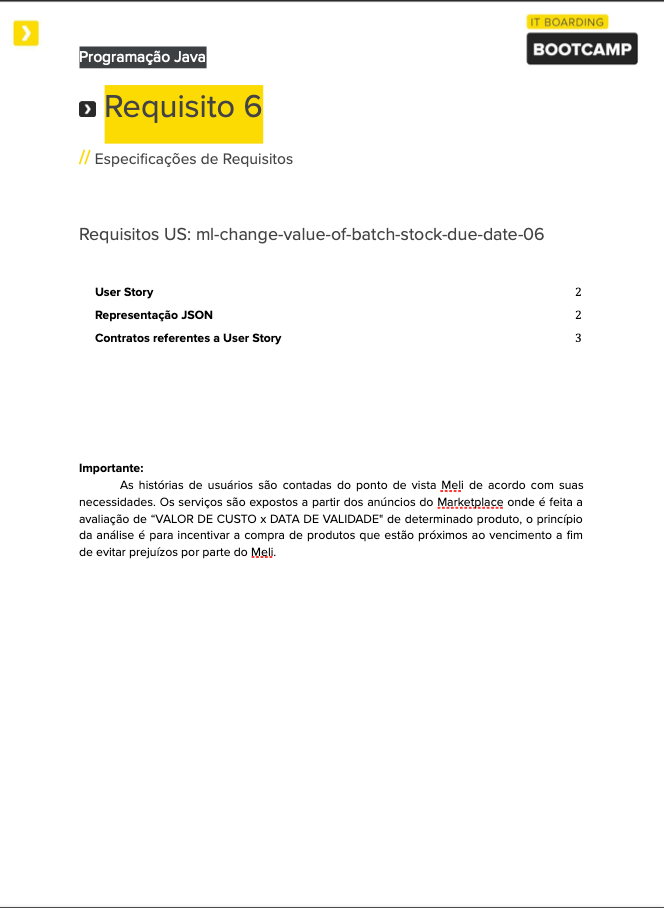 IT BOARDING
BOOTCAMP
Programação Java
Requisito 6
// Especificações de Requisitos
Requisitos US: ml-change-value-of-batch-stock-due-date-06
User Story 2
Representação JSON 2
Contratos referentes a User Story 3
Importante:
As histórias de usuários são contadas do ponto de vista Meli de acordo com suas
necessidades. Os serviços são expostos a partir dos anúncios do Marketplace onde é feita a
avaliação de “VALOR DE CUSTO x DATA DE VALIDADE" de determinado produto, o princípio
da análise é para incentivar a compra de produtos que estão próximos ao vencimento a fim
de evitar prejuízos por parte do Meli.